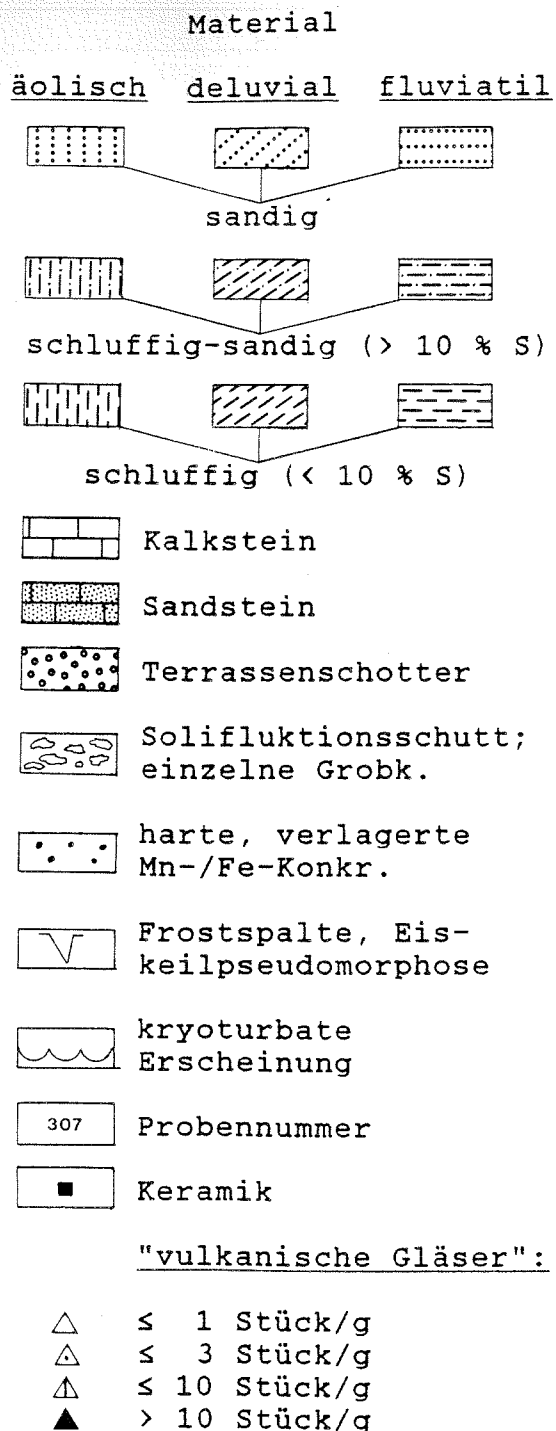 Material
äolisch deluvial fluviatil
sandig
schluffig-sandig (> 10 % S)
schluffig (< 10 % S)
Kalkstein
Sandstein
Terrassenschotter
Solifluktionsschutt;
einzelne Grobk.
harte, verlagerte
Mn-/Fe-Konkr.
Frostspalte, Eis-
keilpseudomorphose
kryoturbate
Erscheinung
307 Probennummer
Keramik
"vulkanische Gläser":
≤ 1 Stück/g
≤ 3 Stück/g
≤ 10 Stück/g
> 10 Stück/g